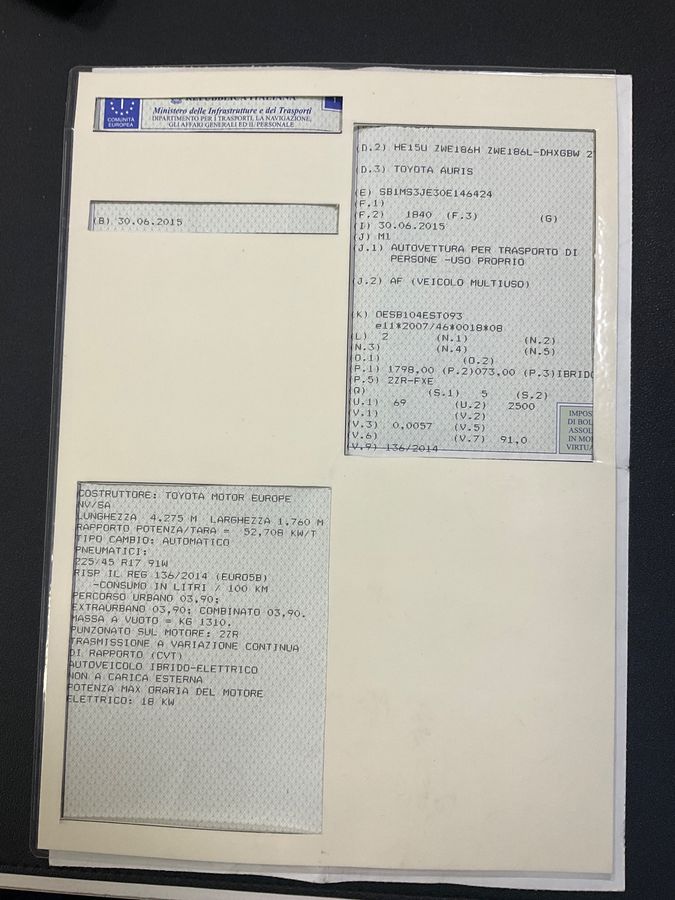 COMUNITÀ
EUROPEA
REPUBBLICA ITALIANA
Ministero delle Infrastrutture e dei Trasporti
DIPARTIMENTO PER I TRASPORTI, LA NAVIGAZIONE,
GLI AFFARI GENERALI ED IL PERSONALE
(B) 30.06.2015
COSTRUTTORE: TOYOTA MOTOR EUROPE
NV/SA
LUNGHEZZA 4.275 M LARGHEZZA 1.760 M
RAPPORTO POTENZA/TARA = 52,708 KW/T
TIPO CAMBIO: AUTOMATICO
PNEUMATICI:
225/45 R17 91W
RISP IL REG 136/2014 (EURO5B)
-CONSUMO IN LITRI / 100 KM
PERCORSO URBANO 03,90;
EXTRAURBANO 03,90; COMBINATO 03,90.
MASSA A VUOTO = KG 1310.
PUNZONATO SUL MOTORE: 2ZR
TRASMISSIONE A VARIAZIONE CONTINUA
DI RAPPORTO (CVT)
AUTOVEICOLO IBRIDO-ELETTRICO
NON A CARICA ESTERNA
POTENZA MAX ORARIA DEL MOTORE
ELETTRICO: 18 KW
(D.2) HE15U ZWE186H ZWE186L-DHXGBW 2
(D.3) TOYOTA AURIS
(E) SB1MS3JE30E146424
(F.1)
(F.2) 1840 (F.3) (G)
(I) 30.06.2015
(J) M1
(J.1) AUTOVETTURA PER TRASPORTO DI
PERSONE -USO PROPRIO
(J.2) AF (VEICOLO MULTIUSO)
(K) OESB104EST093
e11*2007/46*0018*08
(L) 2 (N.1) (N.2)
(N.3) (N.4) (N.5)
(O.1) (O.2)
(P.1) 1798,00 (P.2)073,00 (P.3)IBRID
(P.5) 2ZR-FXE
(Q) (S.1) 5 (S.2)
(U.1) 69 (U.2) 2500
(V.1) (V.2)
(V.3) 0,0057 (V.5)
(V.6) (V.7) 91,0
(V.9) 136/2014
IMPOS
DI BOL
ASSOL
IN MO
VIRTUA